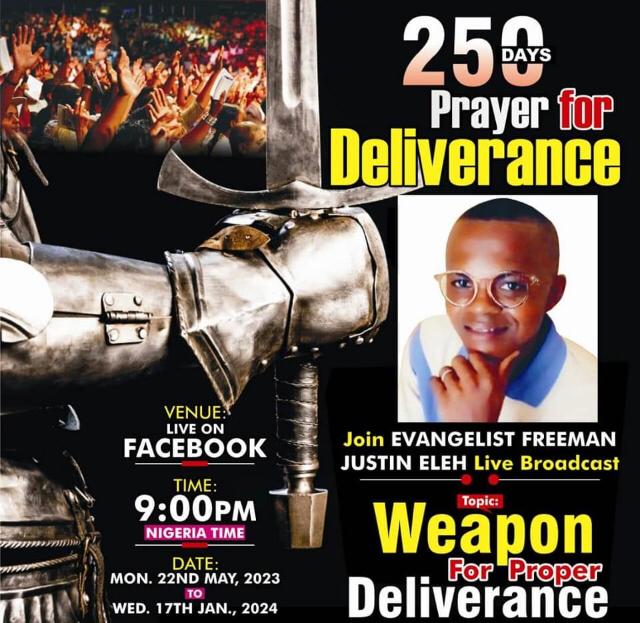 250
DAYS
Prayer for
Deliverance
Join EVANGELIST FREEMAN
JUSTIN ELEH Live Broadcast
Topic:
Weapon
For Proper
Deliverance
VENUE:
LIVE ON
FACEBOOK
TIME:
9:00PM
NIGERIA TIME
DATE:
MON. 22ND MAY, 2023
TO
WED. 17TH JAN., 2024